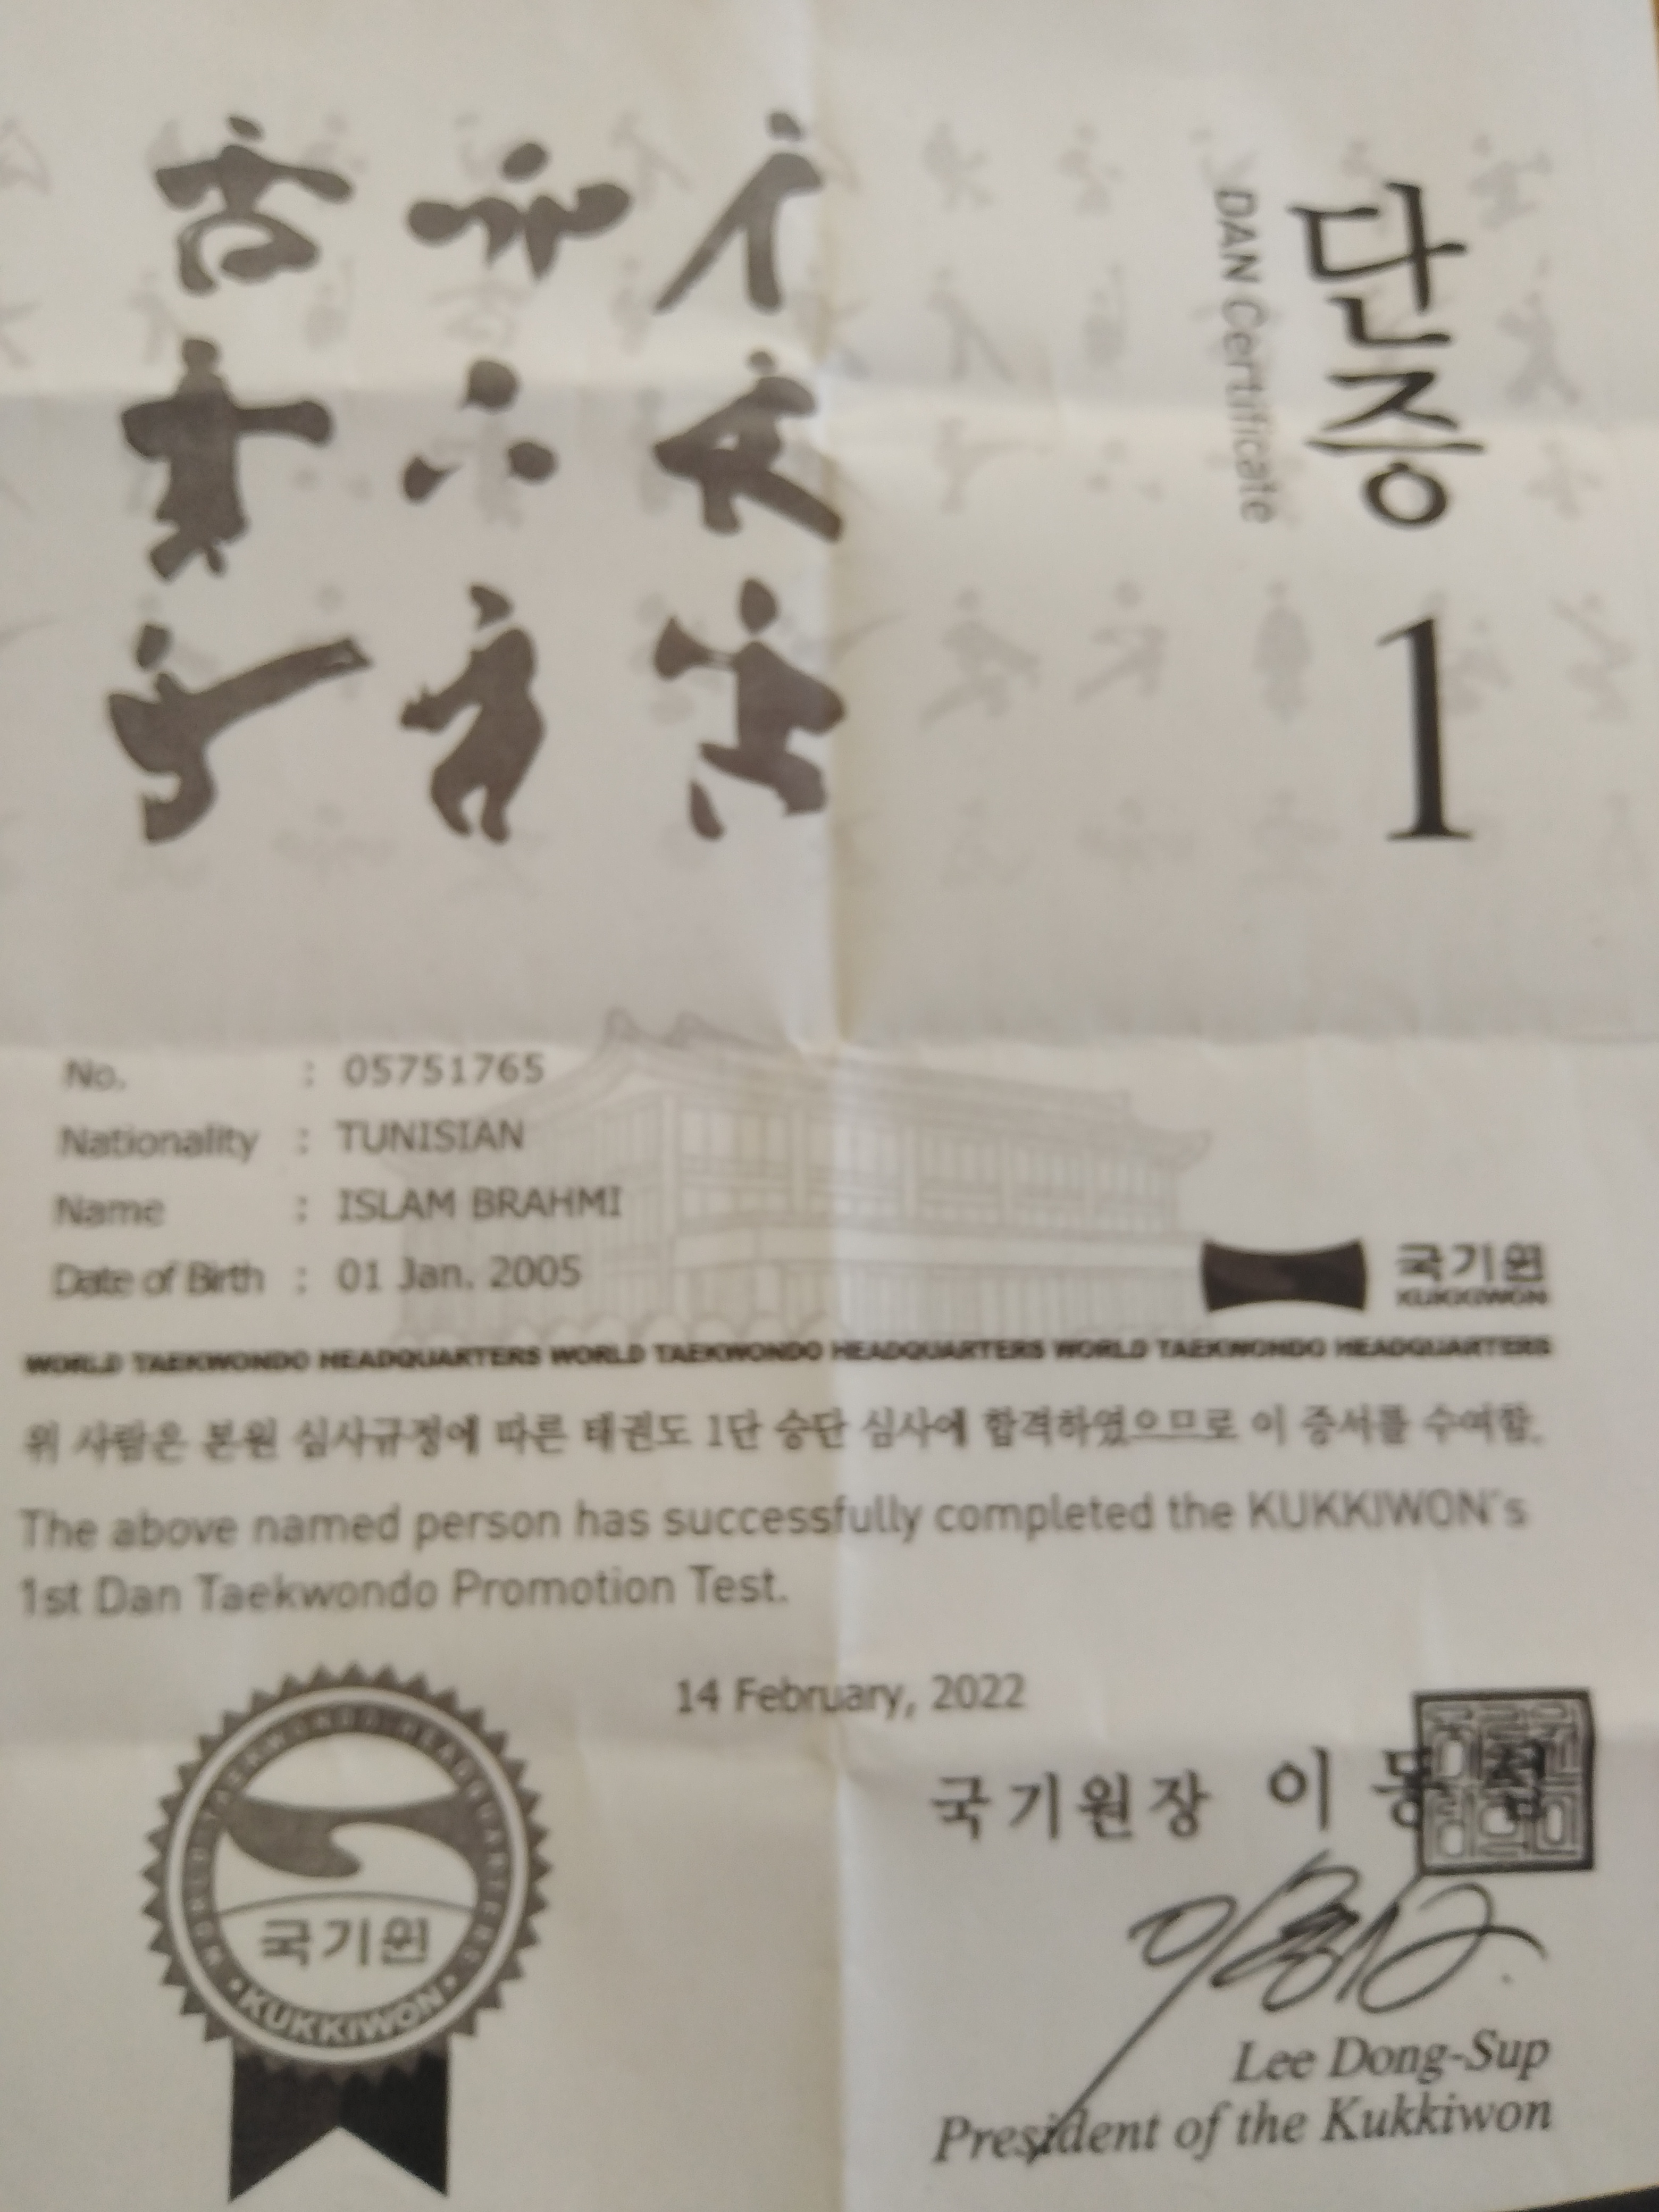 단증 1
DAN Certificate
No. : 05751765
Nationality : TUNISIAN
Name : ISLAM BRAHMI
Date of Birth : 01 Jan. 2005
국기원
KUKKIWON
WORLD TAEKWONDO HEADQUARTERS WORLD TAEKWONDO HEADQUARTERS WORLD TAEKWONDO HEADQUARTERS
위 사람은 본원 심사규정에 따른 태권도 1단 승단 심사에 합격하였으므로 이 증서를 수여함.
The above named person has successfully completed the KUKKIWON's
1st Dan Taekwondo Promotion Test.
14 February, 2022
WORLD TAEKWONDO HEADQUARTERS
국기원
•KUKKIWON•
국기원장 이 동 섭
Lee Dong-Sup
President of the Kukkiwon